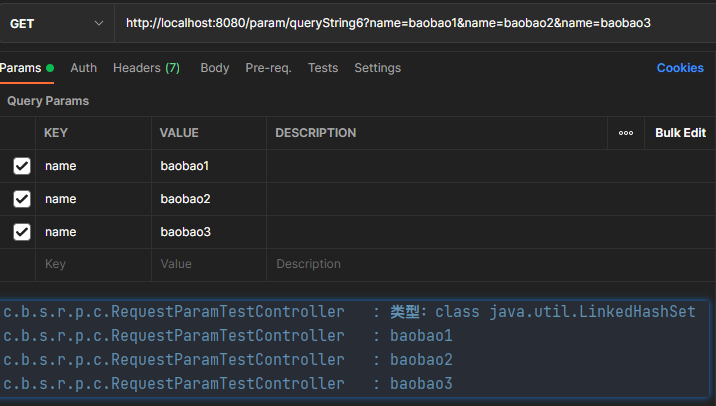 GET http://localhost:8080/param/queryString6?name=baobao1&name=baobao2&name=baobao3
Params Auth Headers (7) Body Pre-req. Tests Settings Cookies
Query Params
KEY VALUE DESCRIPTION ooo Bulk Edit
name baobao1
name baobao2
name baobao3
Key Value Description
c.b.s.r.p.c.RequestParamTestController : 类型：class java.util.LinkedHashSet
c.b.s.r.p.c.RequestParamTestController : baobao1
c.b.s.r.p.c.RequestParamTestController : baobao2
c.b.s.r.p.c.RequestParamTestController : baobao3